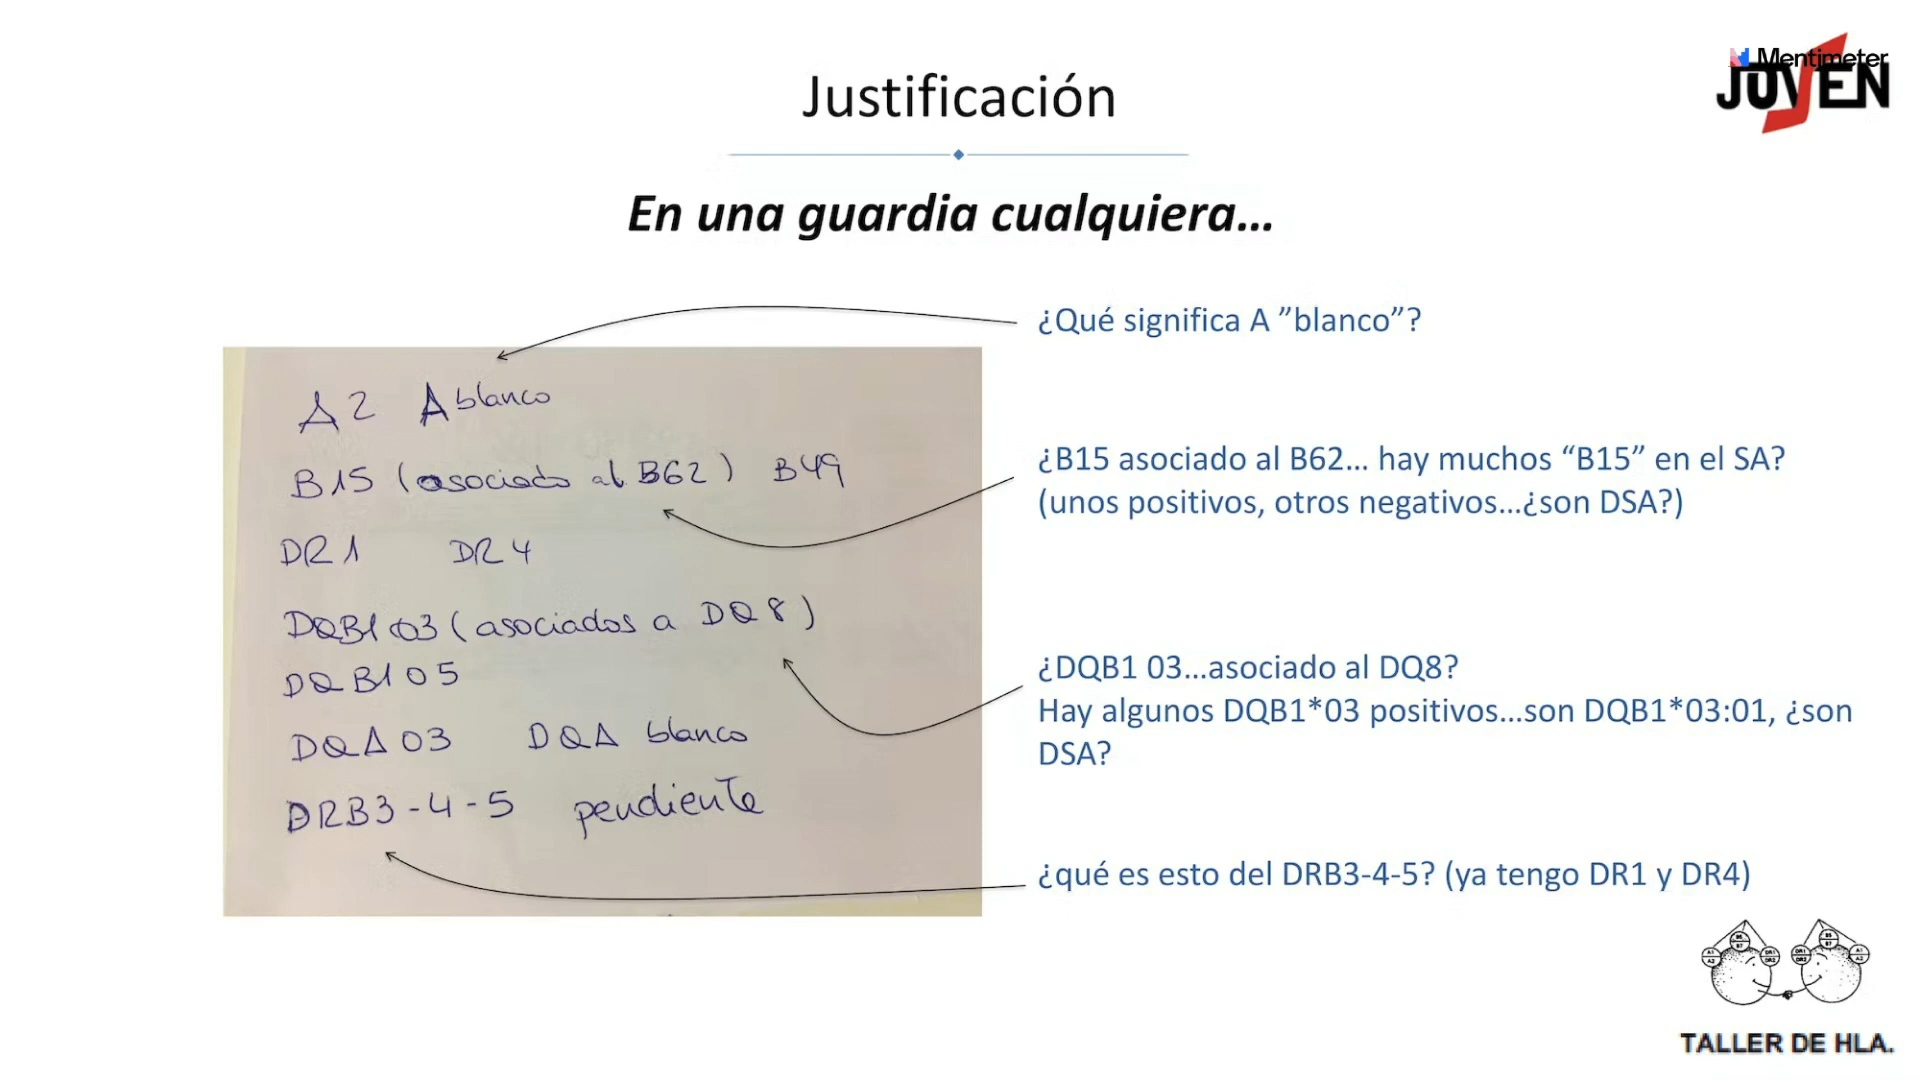 Mentimeter
JOVEN
Justificación
En una guardia cualquiera...
¿Qué significa A ”blanco”?
A2 A blanco
B15 (asociado al B62) B49
¿B15 asociado al B62... hay muchos “B15” en el SA?
(unos positivos, otros negativos...¿son DSA?)
DR1 DR4
DQB1 03 (asociados a DQ8)
DQB1 05
¿DQB1 03...asociado al DQ8?
Hay algunos DQB1*03 positivos...son DQB1*03:01, ¿son
DSA?
DQA 03 DQA blanco
DRB3-4-5 pendiente
¿qué es esto del DRB3-4-5? (ya tengo DR1 y DR4)
TALLER DE HLA.